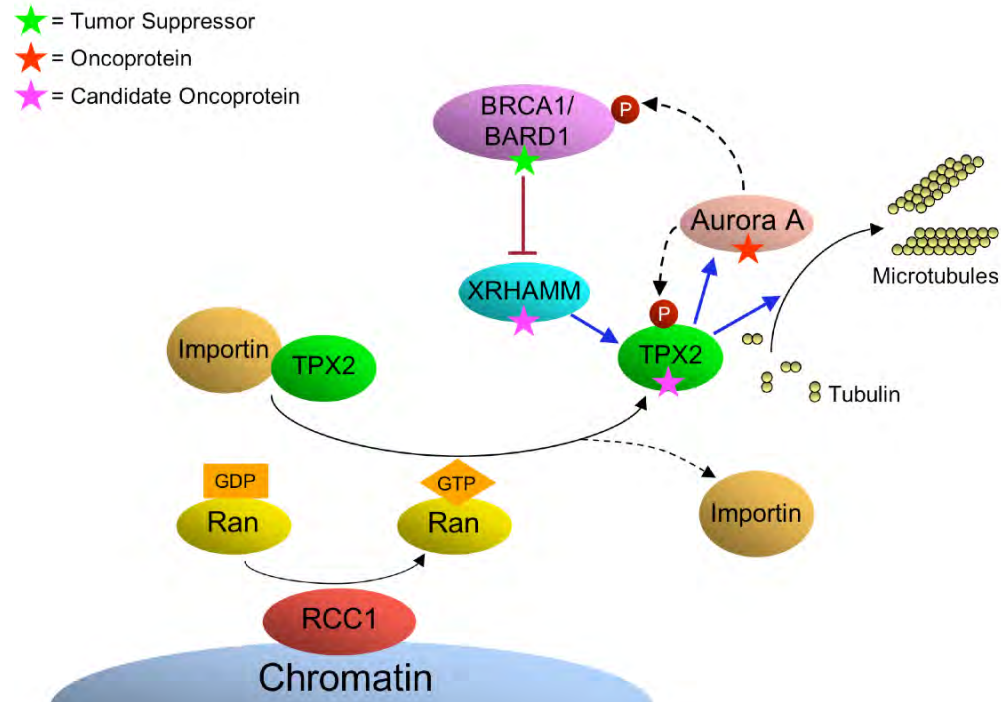 = Tumor Suppressor
= Oncoprotein
= Candidate Oncoprotein
BRCA1/
BARD1
P
Aurora A
Microtubules
XRHAMM
P
TPX2
Tubulin
Importin
TPX2
GDP
Ran
GTP
Ran
Importin
RCC1
Chromatin